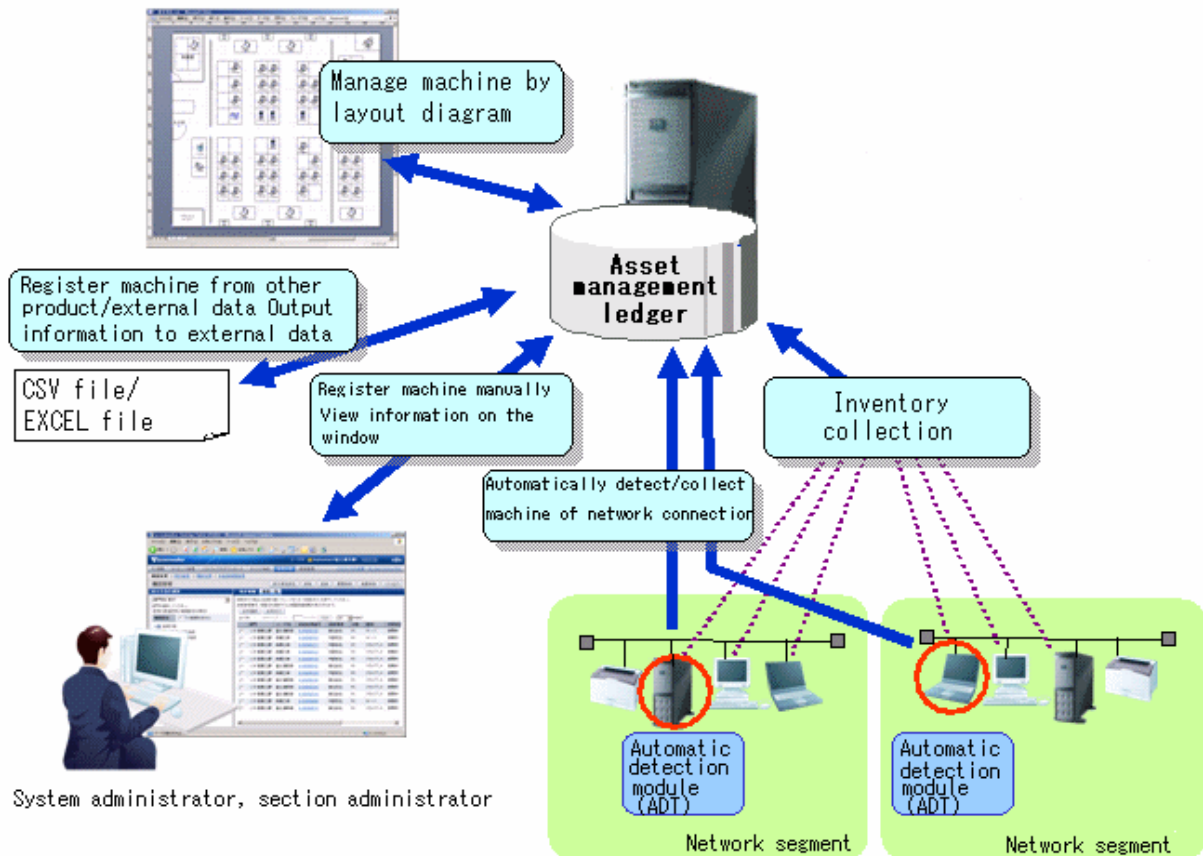 Manage machine by
layout diagram
Asset
management
ledger
Register machine from other
product/external data Output
information to external data
CSV file/
EXCEL file
Register machine manually
View information on the
window
Inventory
collection
Automatically detect/collect
machine of network connection
Automatic
detection
module
(ADT)
Network segment
Automatic
detection
module
(ADT)
Network segment
System administrator, section administrator